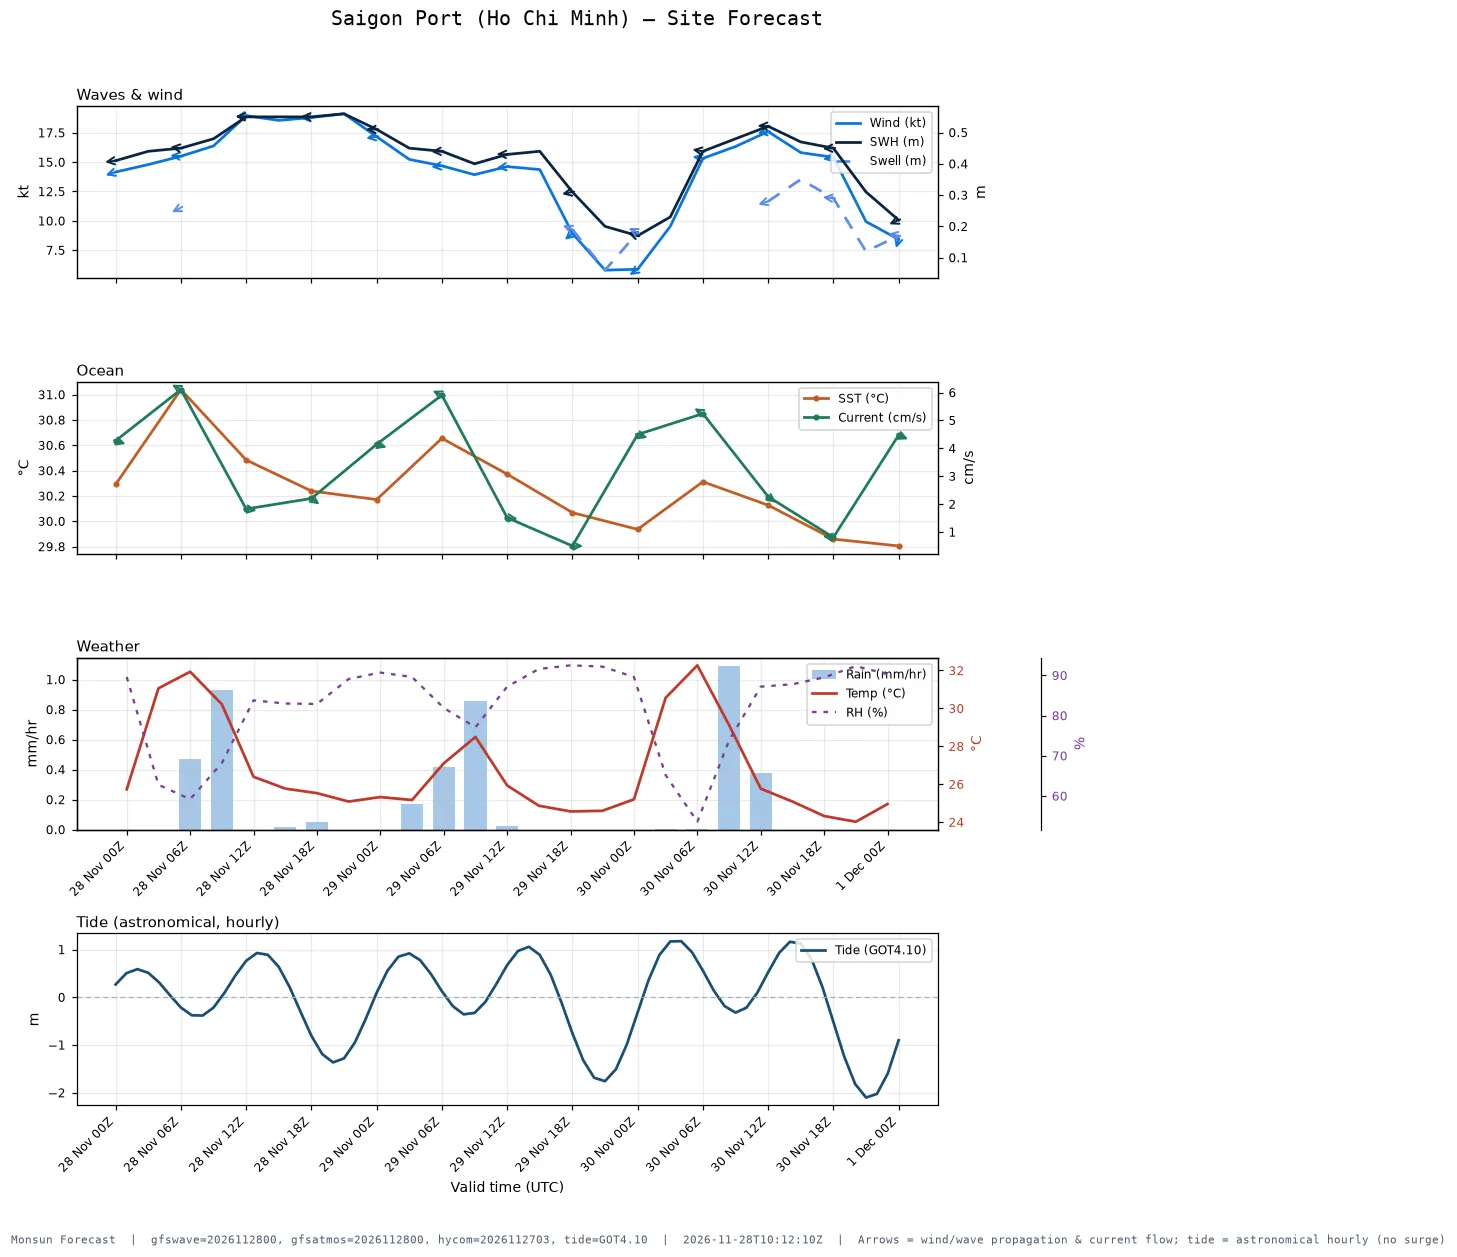 Saigon Port (Ho Chi Minh) — Site Forecast
Waves & wind
17.5
15.0
12.5
10.0
7.5
kt
0.5
0.4
0.3
0.2
0.1
m
Wind (kt)
SWH (m)
Swell (m)
Ocean
31.0
30.8
30.6
30.4
30.2
30.0
29.8
°C
6
5
4
3
2
1
cm/s
SST (°C)
Current (cm/s)
Weather
1.0
0.8
0.6
0.4
0.2
0.0
mm/hr
32
30
28
26
24
°C
90
80
70
60
%
Rain (mm/hr)
Temp (°C)
RH (%)
28 Nov 00Z
28 Nov 06Z
28 Nov 12Z
28 Nov 18Z
29 Nov 00Z
29 Nov 06Z
29 Nov 12Z
29 Nov 18Z
30 Nov 00Z
30 Nov 06Z
30 Nov 12Z
30 Nov 18Z
1 Dec 00Z
Tide (astronomical, hourly)
1
0
−1
−2
m
Tide (GOT4.10)
28 Nov 00Z
28 Nov 06Z
28 Nov 12Z
28 Nov 18Z
29 Nov 00Z
29 Nov 06Z
29 Nov 12Z
29 Nov 18Z
30 Nov 00Z
30 Nov 06Z
30 Nov 12Z
30 Nov 18Z
1 Dec 00Z
Valid time (UTC)
Monsun Forecast | gfswave=2026112800, gfsatmos=2026112800, hycom=2026112703, tide=GOT4.10 | 2026-11-28T10:12:10Z | Arrows = wind/wave propagation & current flow; tide = astronomical hourly (no surge)